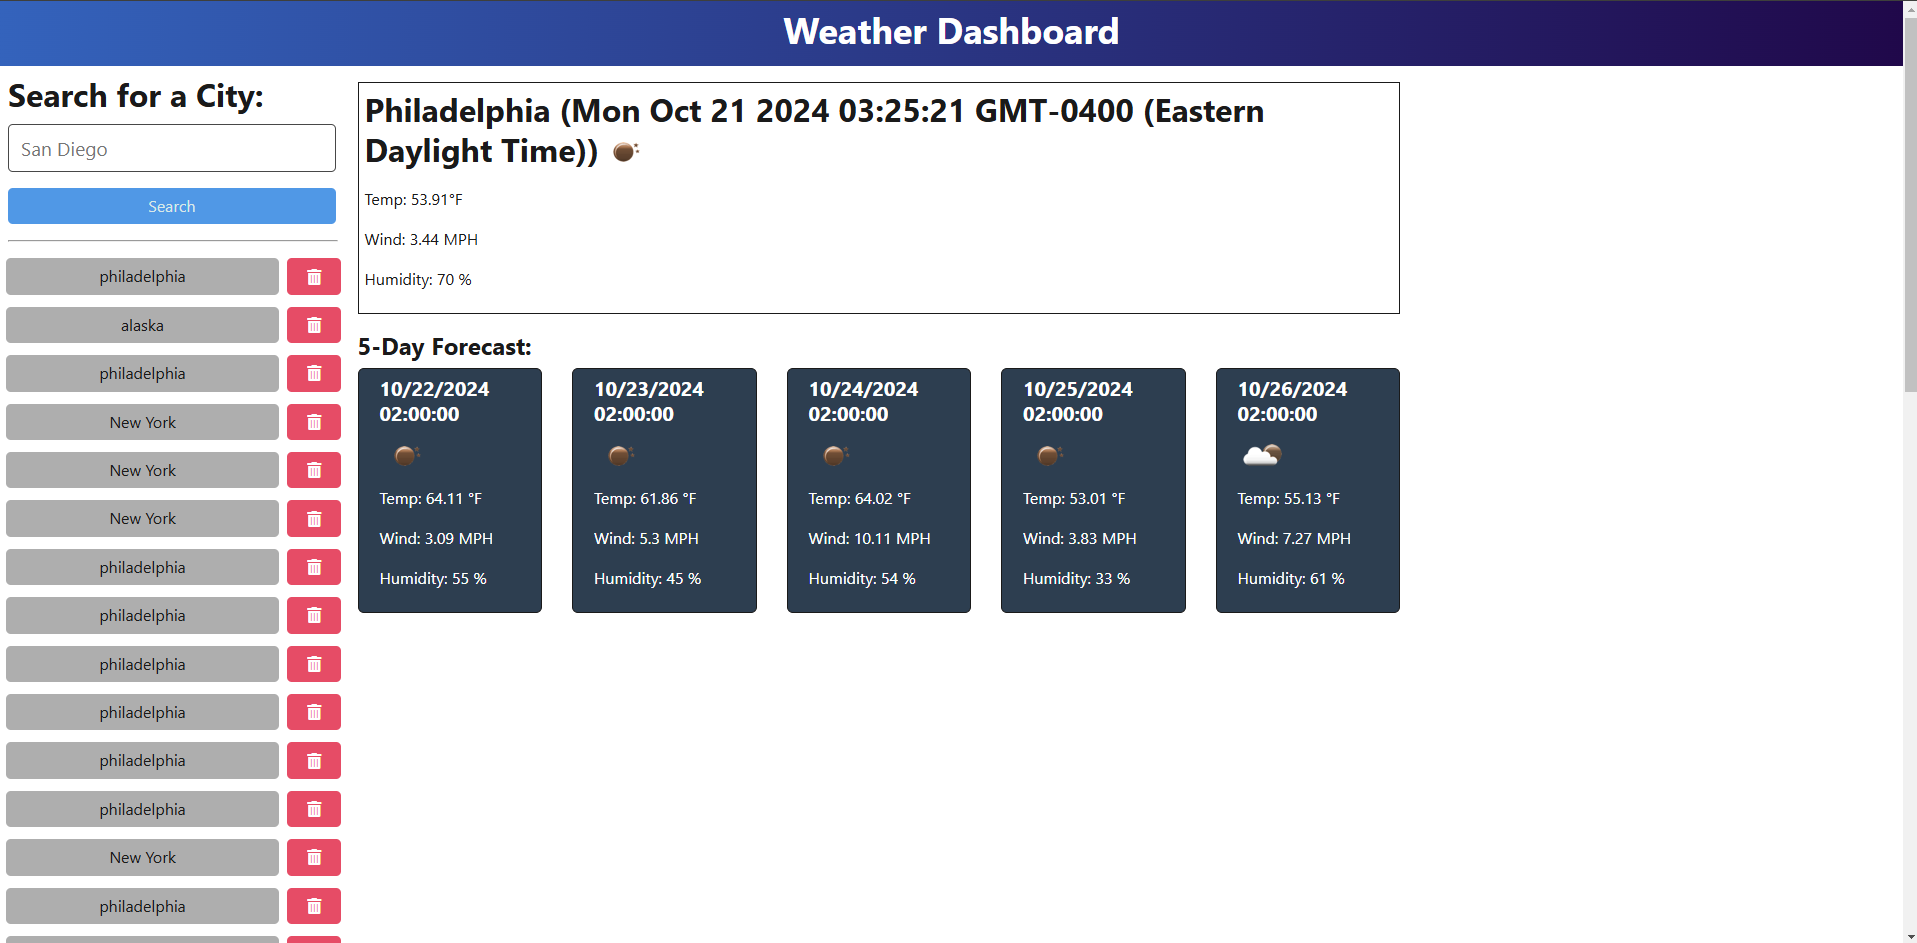 Weather Dashboard
Search for a City:
San Diego
Search
philadelphia
alaska
philadelphia
New York
New York
New York
philadelphia
philadelphia
philadelphia
philadelphia
philadelphia
philadelphia
New York
philadelphia
Philadelphia (Mon Oct 21 2024 03:25:21 GMT-0400 (Eastern
Daylight Time))
Temp: 53.91°F
Wind: 3.44 MPH
Humidity: 70 %
5-Day Forecast:
10/22/2024
02:00:00
Temp: 64.11 °F
Wind: 3.09 MPH
Humidity: 55 %
10/23/2024
02:00:00
Temp: 61.86 °F
Wind: 5.3 MPH
Humidity: 45 %
10/24/2024
02:00:00
Temp: 64.02 °F
Wind: 10.11 MPH
Humidity: 54 %
10/25/2024
02:00:00
Temp: 53.01 °F
Wind: 3.83 MPH
Humidity: 33 %
10/26/2024
02:00:00
Temp: 55.13 °F
Wind: 7.27 MPH
Humidity: 61 %